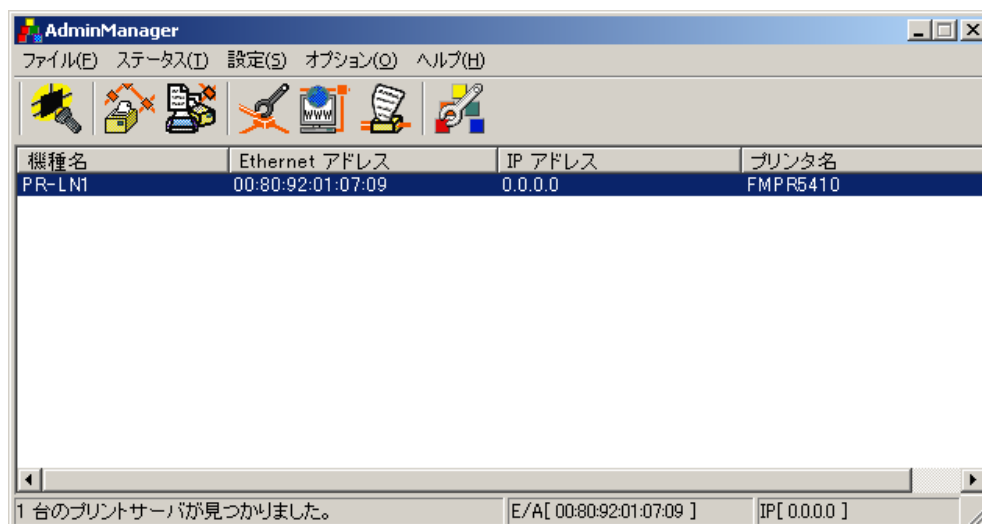 AdminManager
ファイル(F) ステータス(T) 設定(S) オプション(O) ヘルプ(H)
WWW
機種名 Ethernet アドレス IP アドレス プリンタ名
PR-LN1 00:80:92:01:07:09 0.0.0.0 FMPR5410
1 台のプリントサーバが見つかりました。 E/A[ 00:80:92:01:07:09 ] IP[ 0.0.0.0 ]